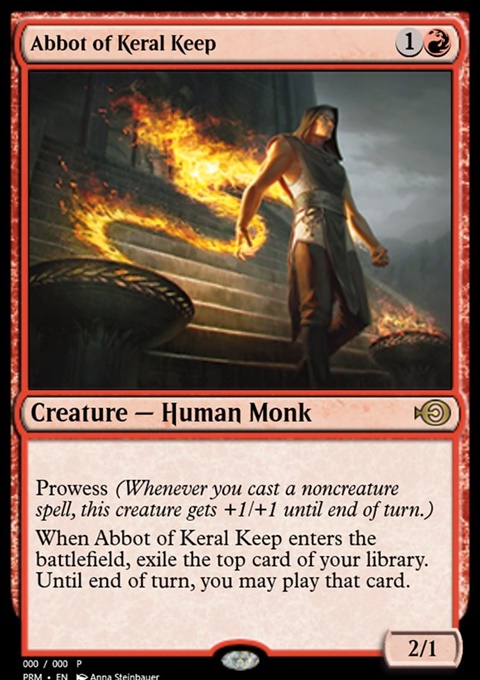 Abbot of Keral Keep 1
Creature — Human Monk
Prowess (Whenever you cast a noncreature
spell, this creature gets +1/+1 until end of turn.)
When Abbot of Keral Keep enters the
battlefield, exile the top card of your library.
Until end of turn, you may play that card.
2/1
000 / 000 P
PRM • EN Anna Steinbauer